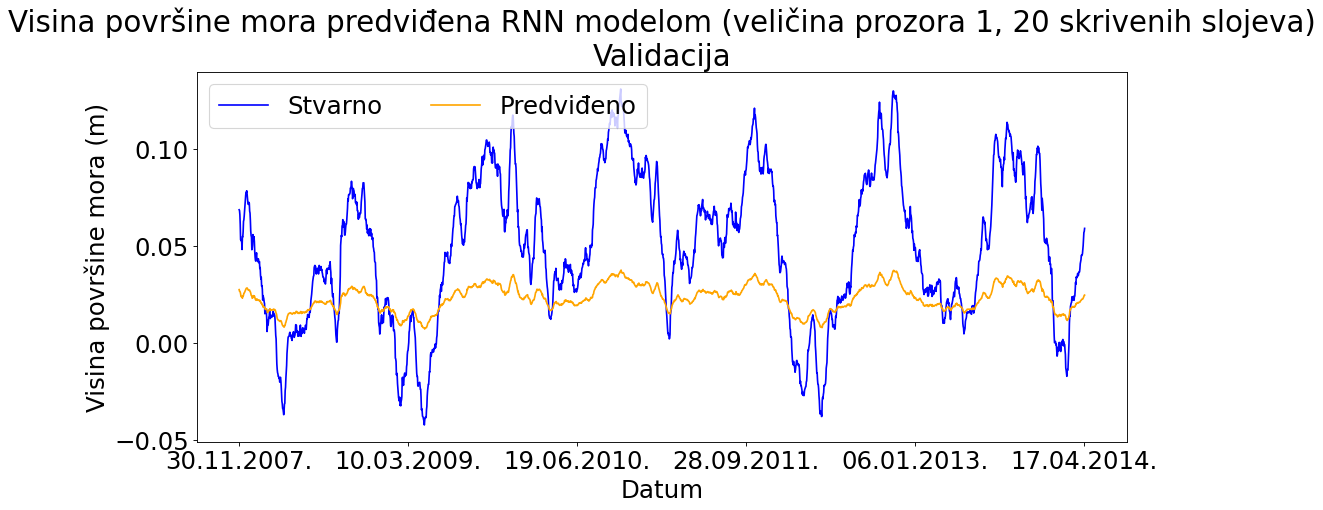 Visina površine mora predviđena RNN modelom (veličina prozora 1, 20 skrivenih slojeva)
Validacija
Stvarno
Predviđeno
Visina površine mora (m)
0.10
0.05
0.00
−0.05
30.11.2007.
10.03.2009.
19.06.2010.
28.09.2011.
06.01.2013.
17.04.2014.
Datum